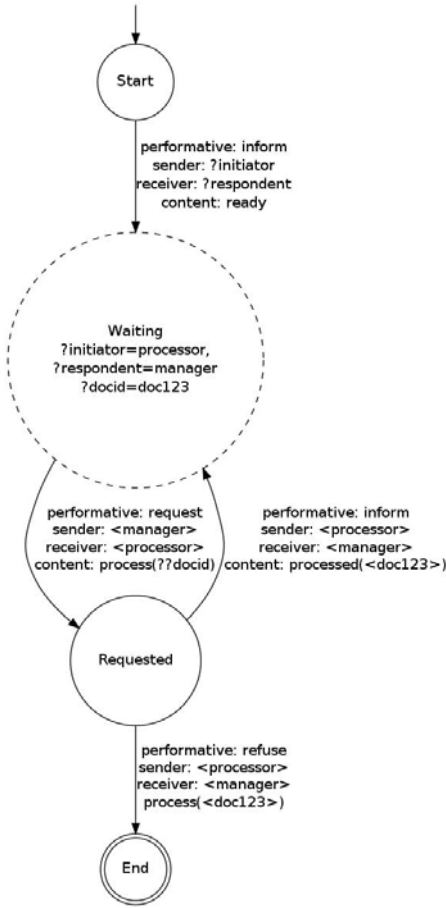 Start
performative: inform
sender: ?initiator
receiver: ?respondent
content: ready
Waiting
?initiator=processor,
?respondent=manager
?docid=doc123
performative: request
sender: <manager>
receiver: <processor>
content: process(??docid)
performative: inform
sender: <processor>
receiver: <manager>
content: processed(<doc123>)
Requested
performative: refuse
sender: <processor>
receiver: <manager>
process(<doc123>)
End